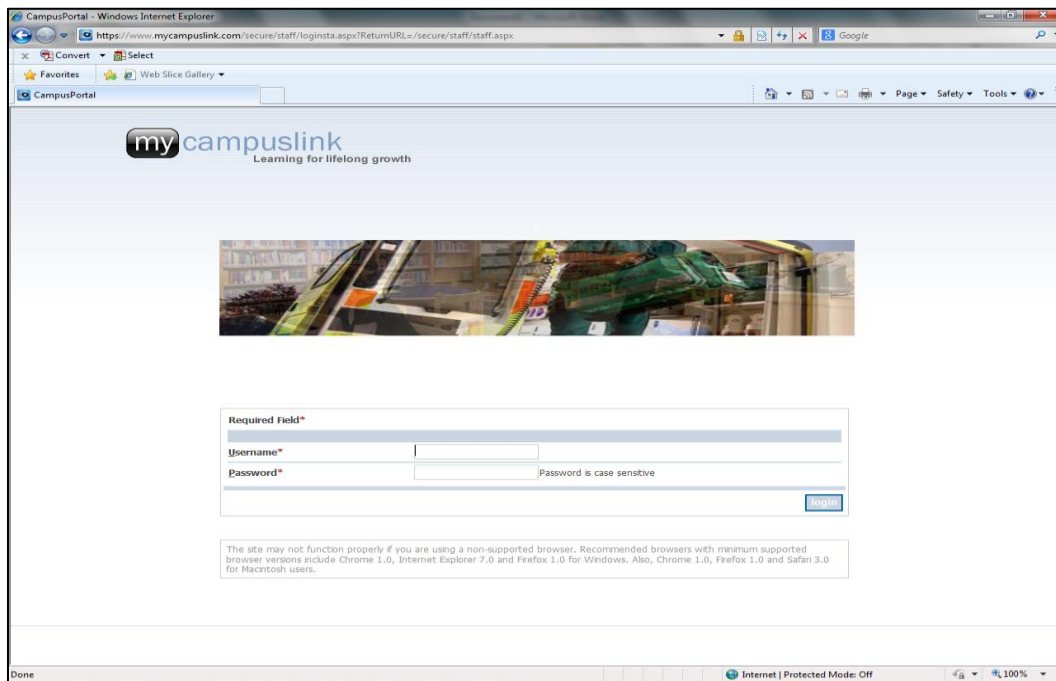 CampusPortal - Windows Internet Explorer
https://www.mycampuslink.com/secure/staff/loginsta.aspx?ReturnURL=/secure/staff/staff.aspx
Google
x Convert Select
Favorites Web Slice Gallery
CampusPortal
Page Safety Tools
my campuslink
Learning for lifelong growth
Required Field*
Username*
Password* Password is case sensitive
login
The site may not function properly if you are using a non-supported browser. Recommended browsers with minimum supported
browser versions include Chrome 1.0, Internet Explorer 7.0 and Firefox 1.0 for Windows. Also, Chrome 1.0, Firefox 1.0 and Safari 3.0
for Macintosh users.
Done Internet | Protected Mode: Off 100%